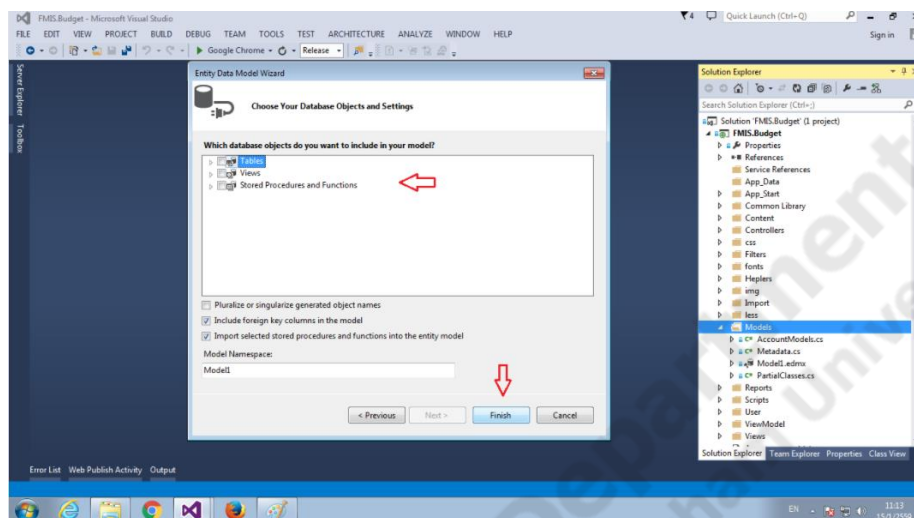 FMIS.Budget - Microsoft Visual Studio
4
Quick Launch (Ctrl+Q)
FILE EDIT VIEW PROJECT BUILD DEBUG TEAM TOOLS TEST ARCHITECTURE ANALYZE WINDOW HELP
Sign in
Google Chrome
Release
Server Explorer
Toolbox
Entity Data Model Wizard
Choose Your Database Objects and Settings
Which database objects do you want to include in your model?
Tables
Views
Stored Procedures and Functions
Pluralize or singularize generated object names
Include foreign key columns in the model
Import selected stored procedures and functions into the entity model
Model Namespace:
Model1
< Previous
Next >
Finish
Cancel
Solution Explorer
Search Solution Explorer (Ctrl+;)
Solution 'FMIS.Budget' (1 project)
FMIS.Budget
Properties
References
Service References
App_Data
App_Start
Common Library
Content
Controllers
css
Filters
fonts
Heplers
img
Import
less
Models
AccountModels.cs
Metadata.cs
Model1.edmx
PartialClasses.cs
Reports
Scripts
User
ViewModel
Views
Solution Explorer Team Explorer Properties Class View
Error List Web Publish Activity Output
EN
11:13
15/1/2559